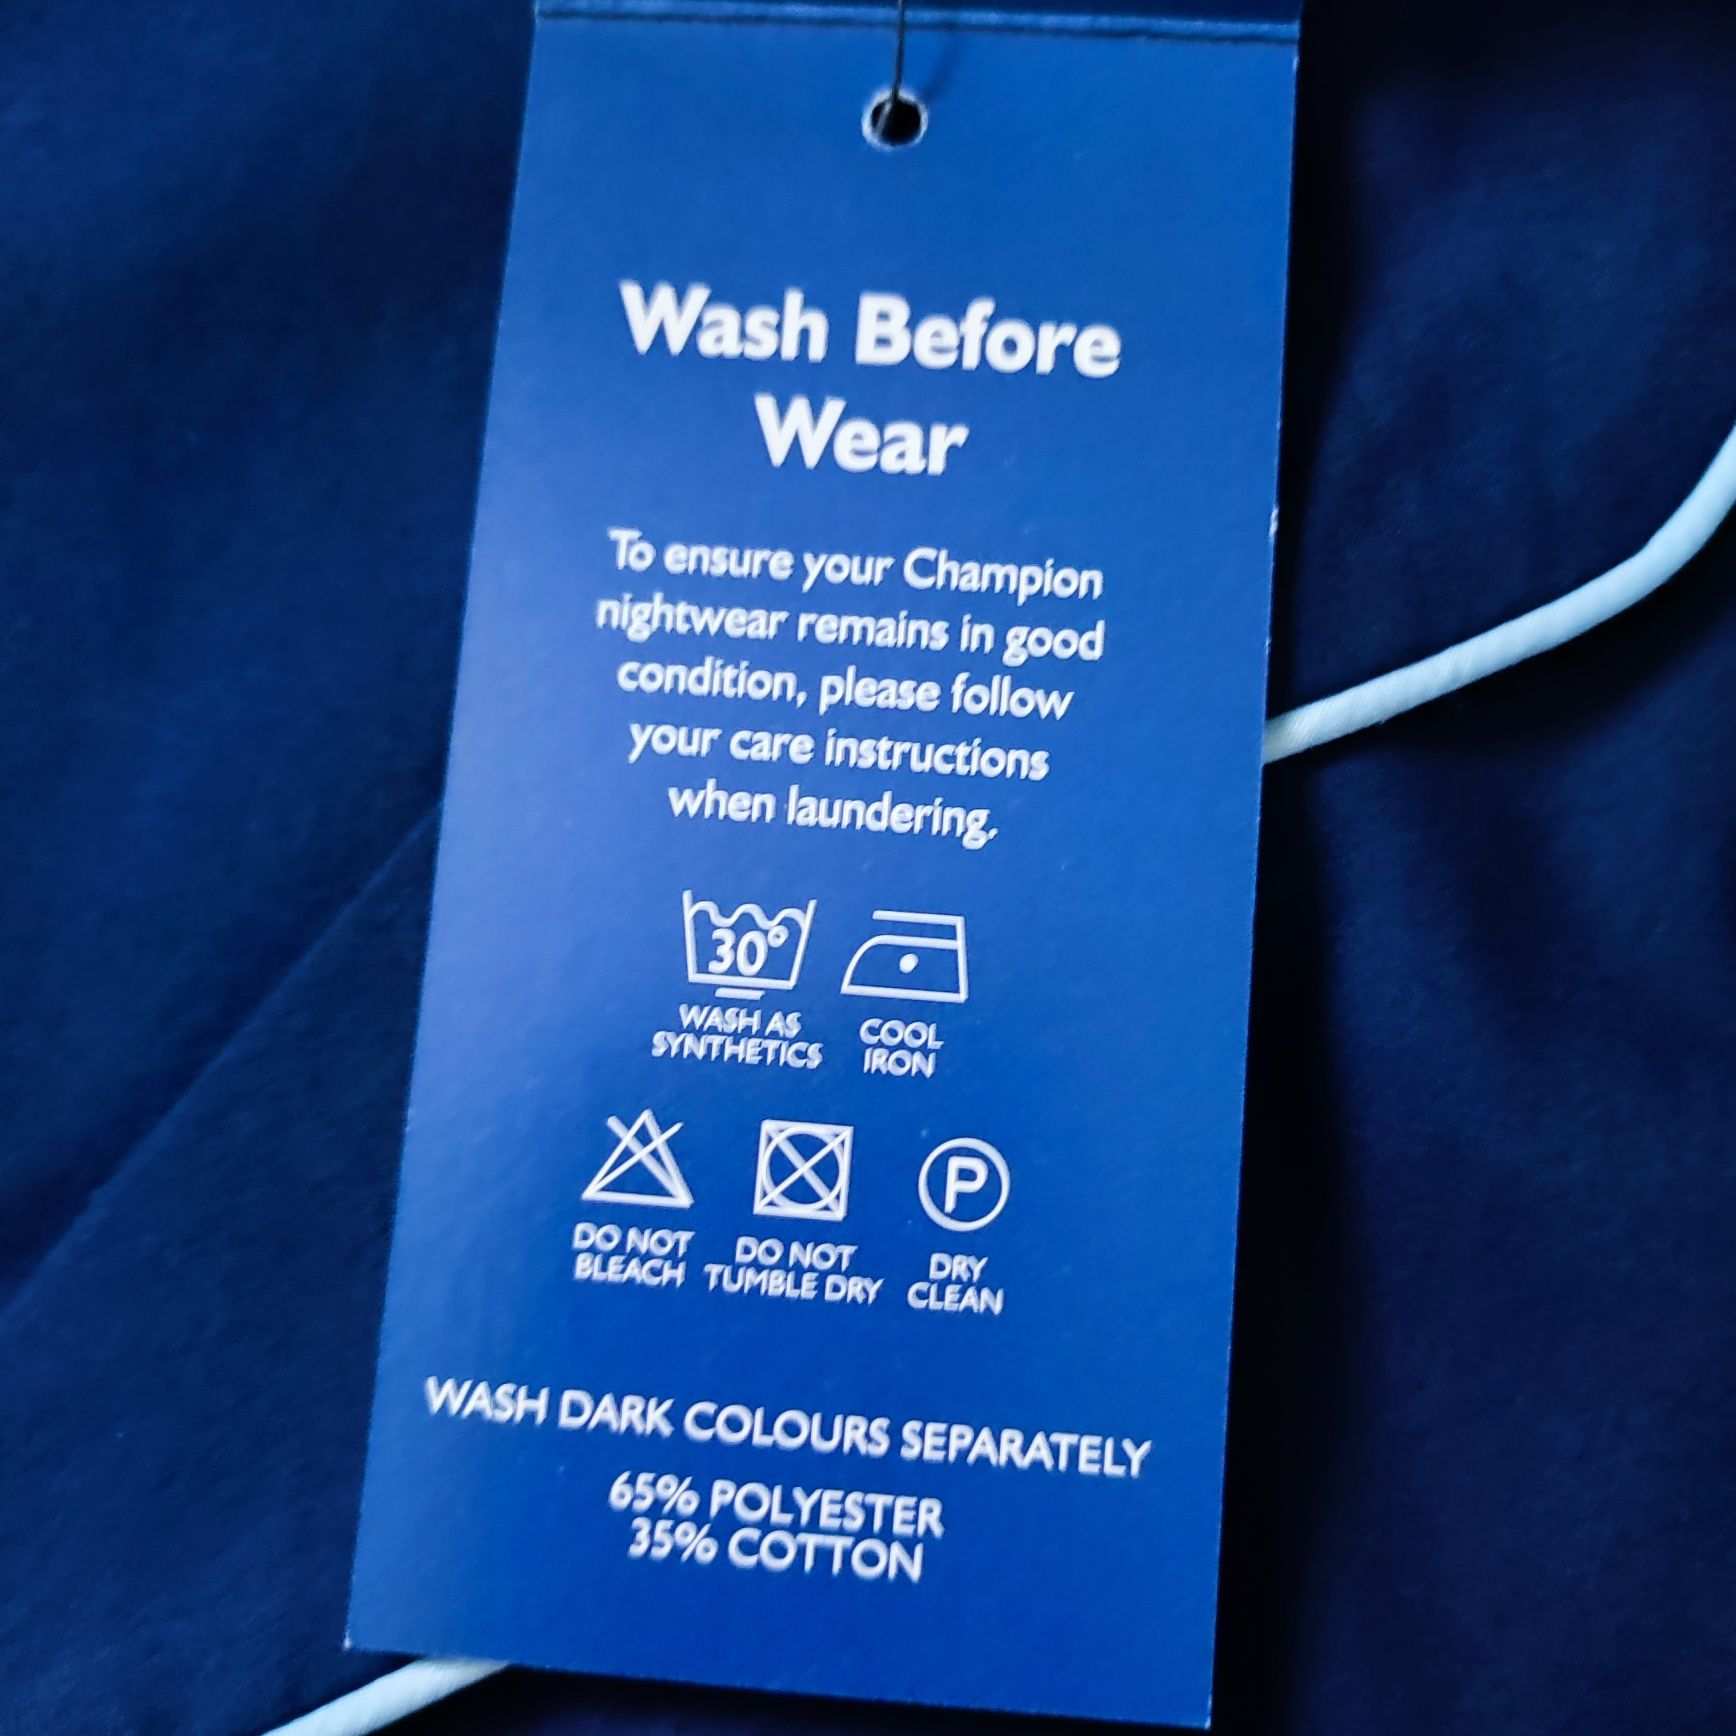 Wash Before
Wear
To ensure your Champion
nightwear remains in good
condition, please follow
your care instructions
when laundering.
30°
WASH AS
SYNTHETICS
COOL
IRON
DO NOT
BLEACH
DO NOT
TUMBLE DRY
P
DRY
CLEAN
WASH DARK COLOURS SEPARATELY
65% POLYESTER
35% COTTON